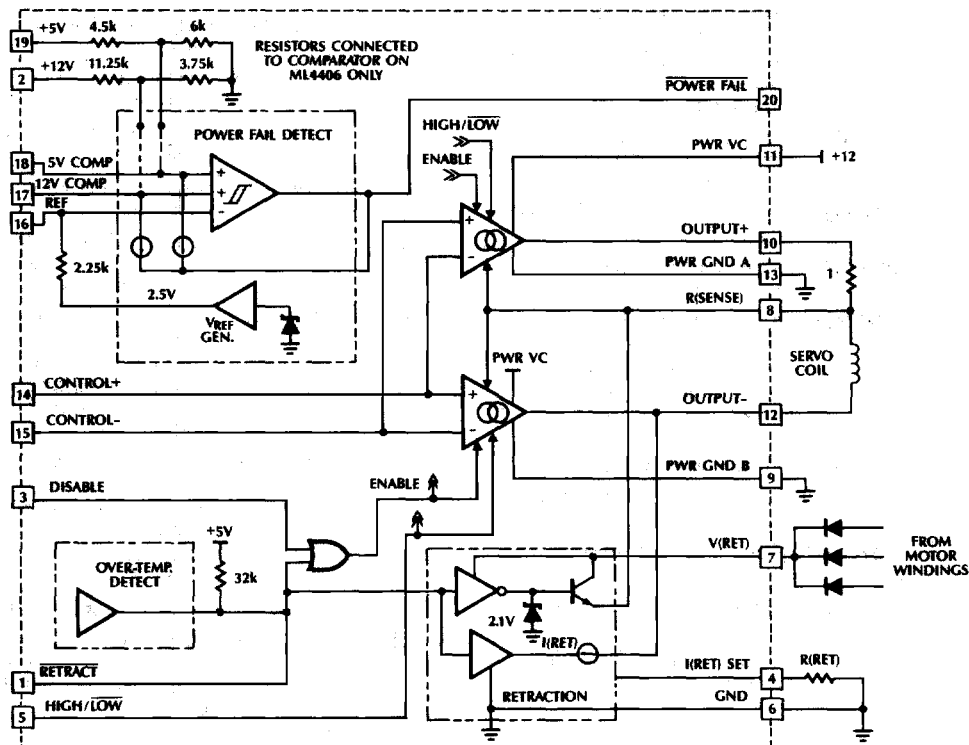 19 +5V 4.5k 6k
2 +12V 11.25k 3.75k
RESISTORS CONNECTED
TO COMPARATOR ON
ML4406 ONLY
POWER FAIL 20
POWER FAIL DETECT
HIGH/LOW
ENABLE
PWR VC 11 +12
18 5V COMP
17 12V COMP
16 REF
+
+
-
+
-
OUTPUT+ 10
PWR GND A 13
1
2.25k
2.5V
VREF
GEN.
R(SENSE) 8
PWR VC
SERVO
COIL
14 CONTROL+
15 CONTROL-
+
-
OUTPUT- 12
PWR GND B 9
3 DISABLE
ENABLE
+5V
OVER-TEMP.
DETECT
32k
V(RET) 7
FROM
MOTOR
WINDINGS
2.1V
I(RET)
RETRACTION
1 RETRACT
5 HIGH/LOW
I(RET) SET 4 R(RET)
GND 6